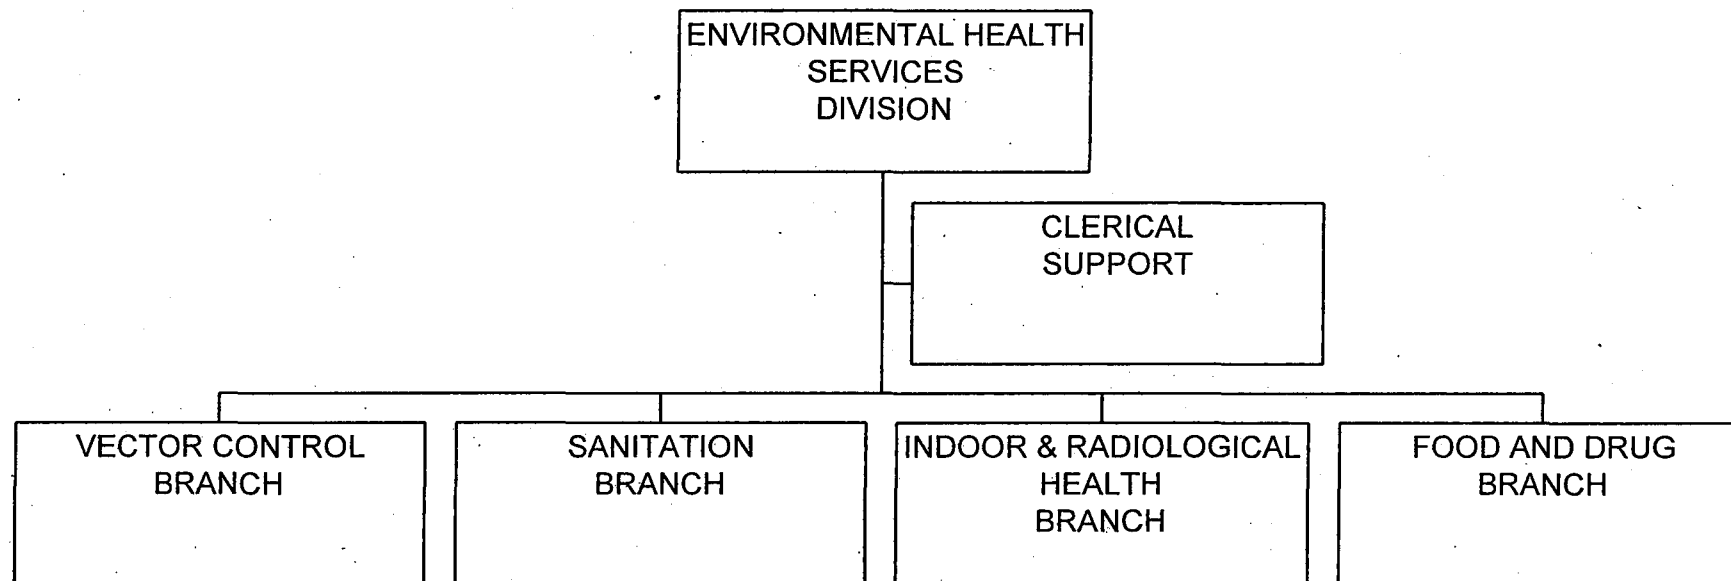 ENVIRONMENTAL HEALTH
SERVICES
DIVISION
CLERICAL
SUPPORT
VECTOR CONTROL
BRANCH
SANITATION
BRANCH
INDOOR & RADIOLOGICAL
HEALTH
BRANCH
FOOD AND DRUG
BRANCH